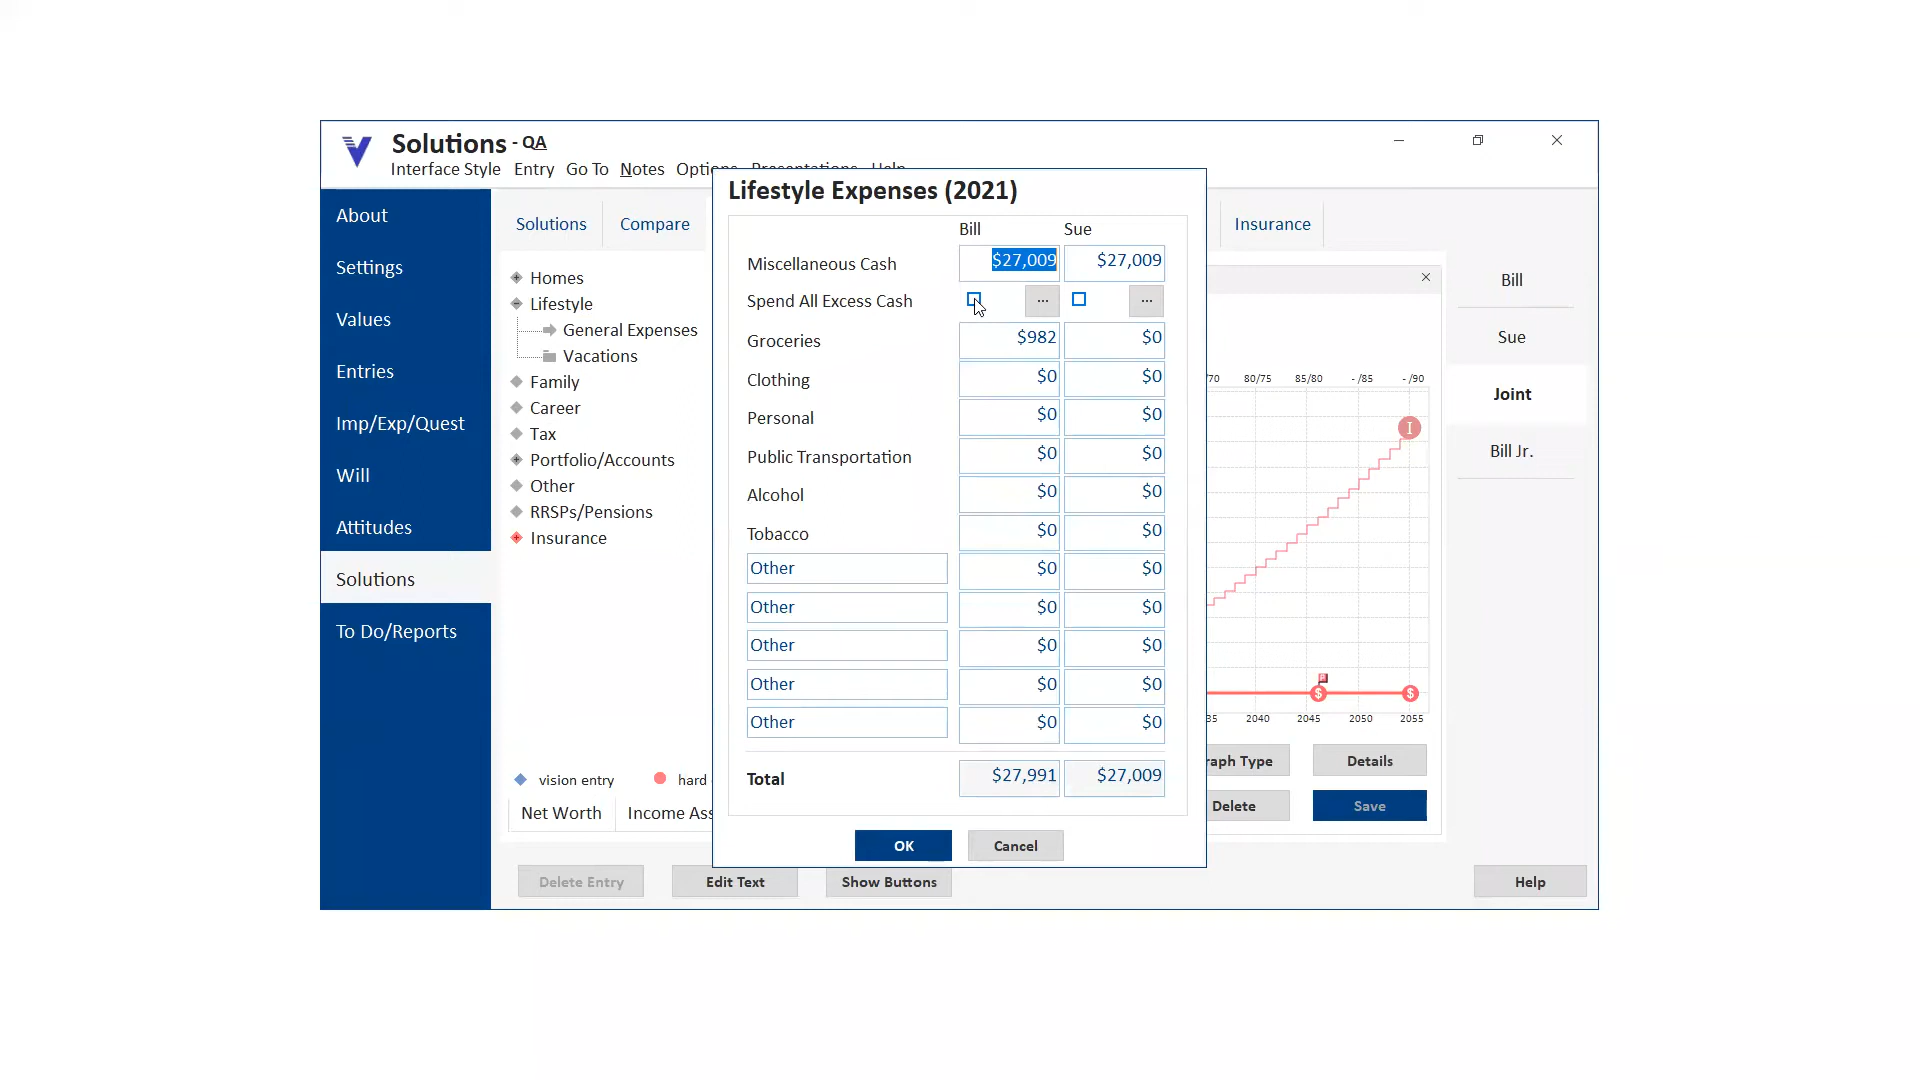 Solutions - QA
Interface Style Entry Go To Notes
Lifestyle Expenses (2021)
About
Settings
Values
Entries
Imp/Exp/Quest
Will
Attitudes
Solutions
To Do/Reports
Solutions Compare
Insurance
Homes
Lifestyle
General Expenses
Vacations
Family
Career
Tax
Portfolio/Accounts
Other
RRSPs/Pensions
Insurance
vision entry hard
Net Worth Income Ass
Bill Sue
Miscellaneous Cash $27,009 $27,009
Spend All Excess Cash ... ...
Groceries $982 $0
Clothing $0 $0
Personal $0 $0
Public Transportation $0 $0
Alcohol $0 $0
Tobacco $0 $0
Other $0 $0
Other $0 $0
Other $0 $0
Other $0 $0
Other $0 $0
Total $27,991 $27,009
OK Cancel
70 80/75 85/80 - /85 - /90
I
$ $
35 2040 2045 2050 2055
raph Type Details
Delete Save
Bill
Sue
Joint
Bill Jr.
Delete Entry Edit Text Show Buttons Help